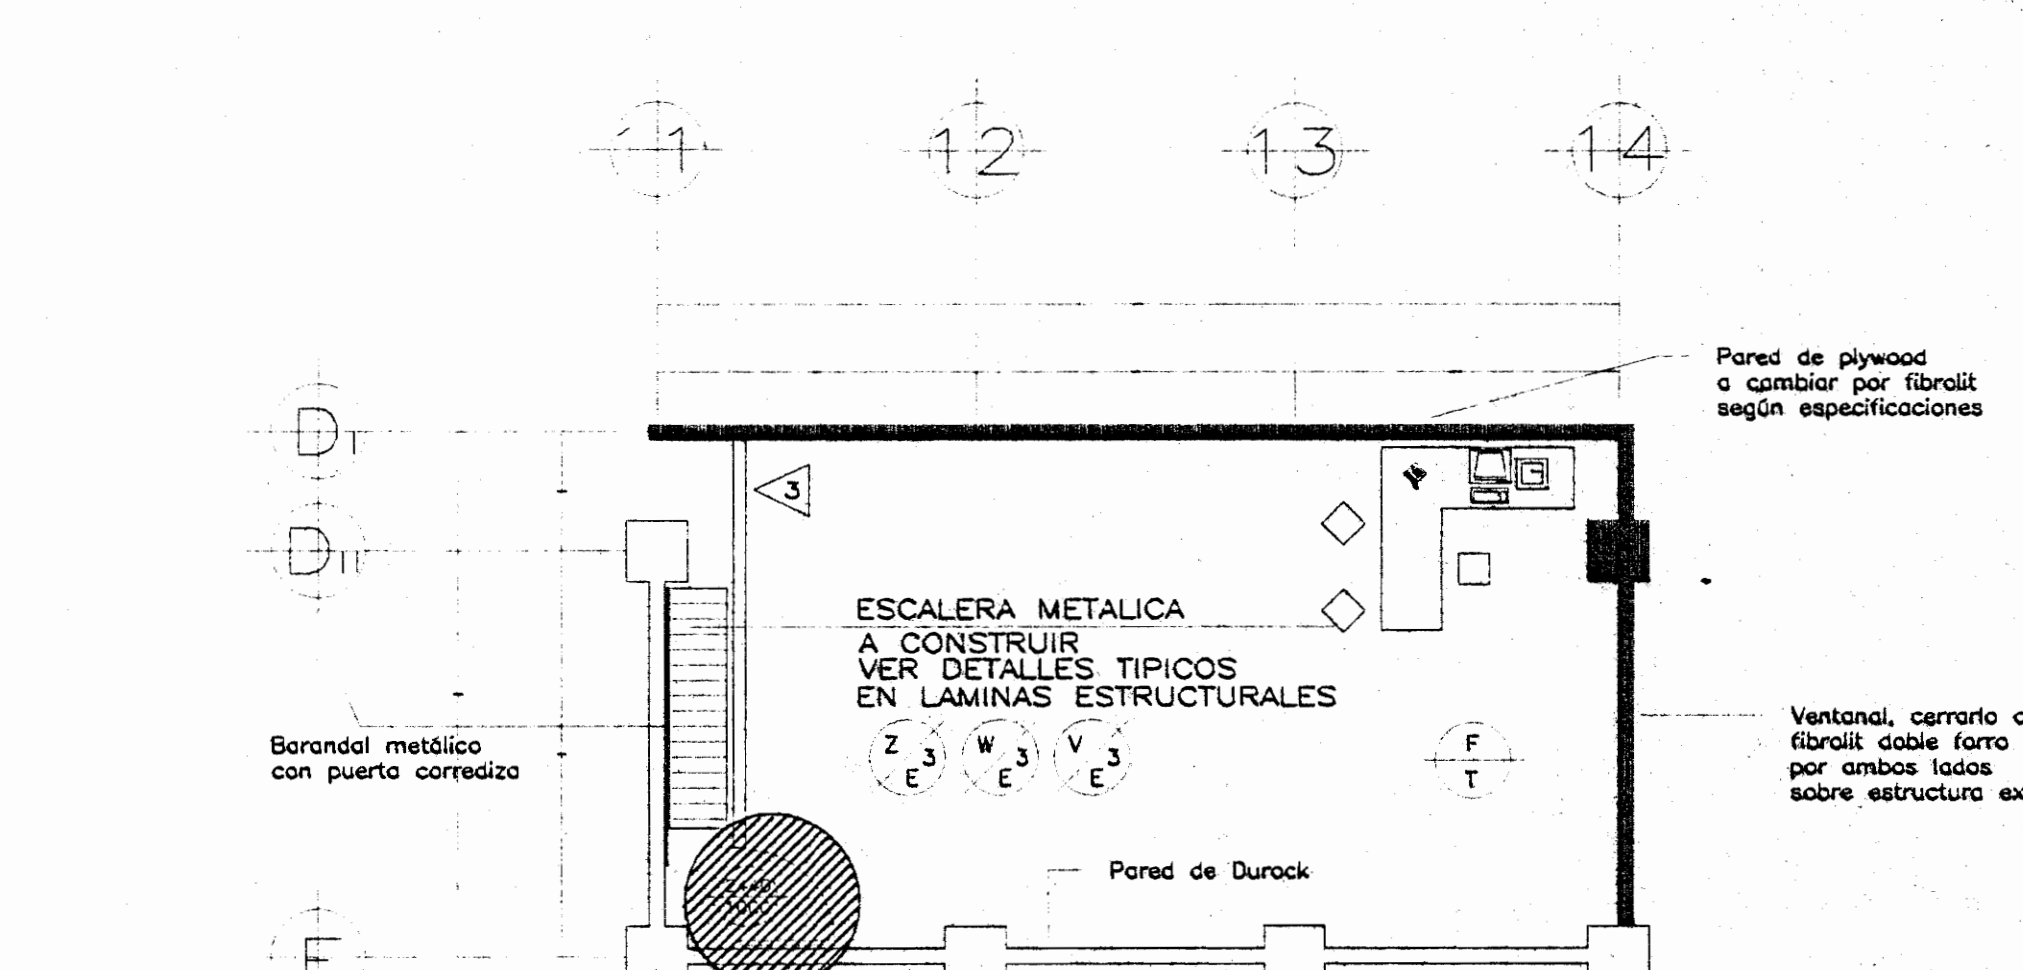 11 12 13 14
Pared de plywood
a cambiar por fibrolit
según especificaciones
D I
3
D II
ESCALERA METALICA
A CONSTRUIR
VER DETALLES TIPICOS
EN LAMINAS ESTRUCTURALES
Barandal metálico
con puerta corrediza
Z 3 E
W 3 E
V 3 E
F
T
Ventanal, cerrarlo
fibrolit doble forro
por ambos lados
sobre estructura ex
Pared de Durock